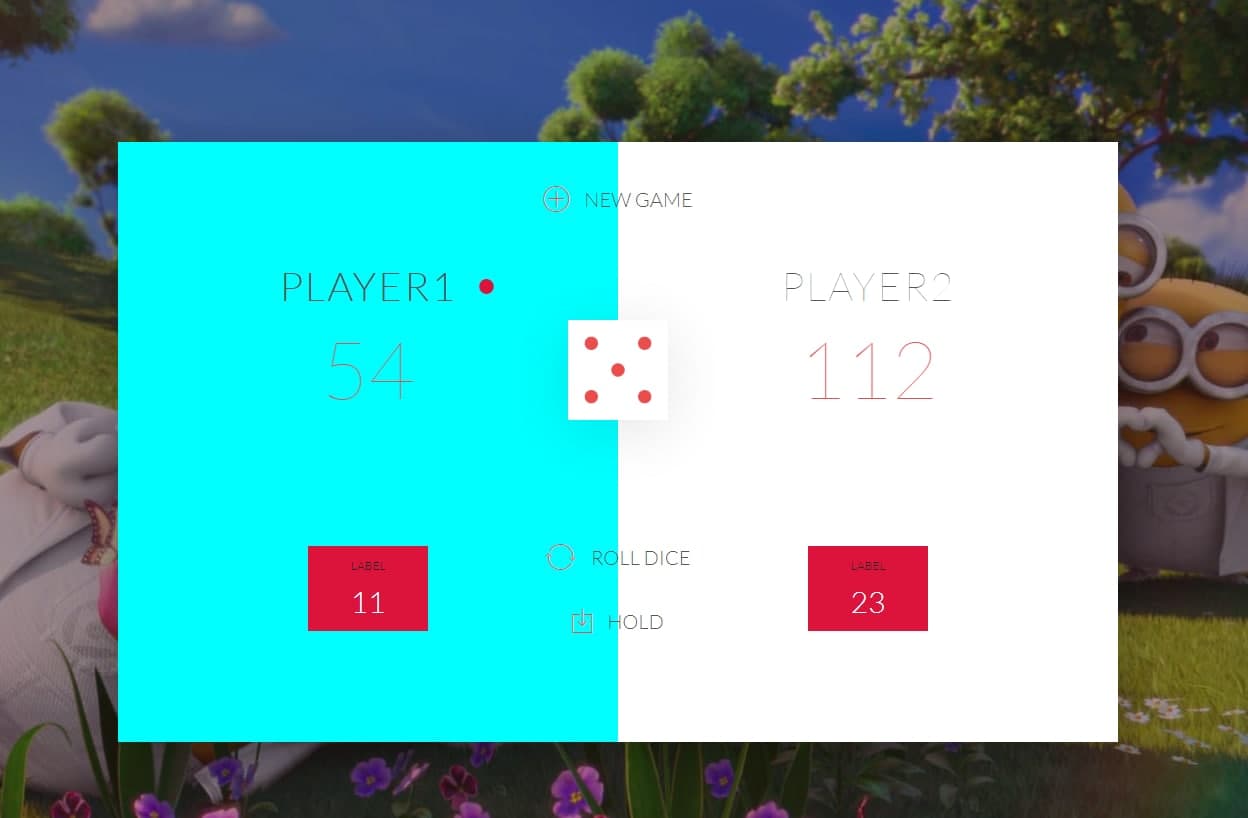 NEW GAME
PLAYER1
54
PLAYER2
112
ROLL DICE
HOLD
LABEL
11
LABEL
23